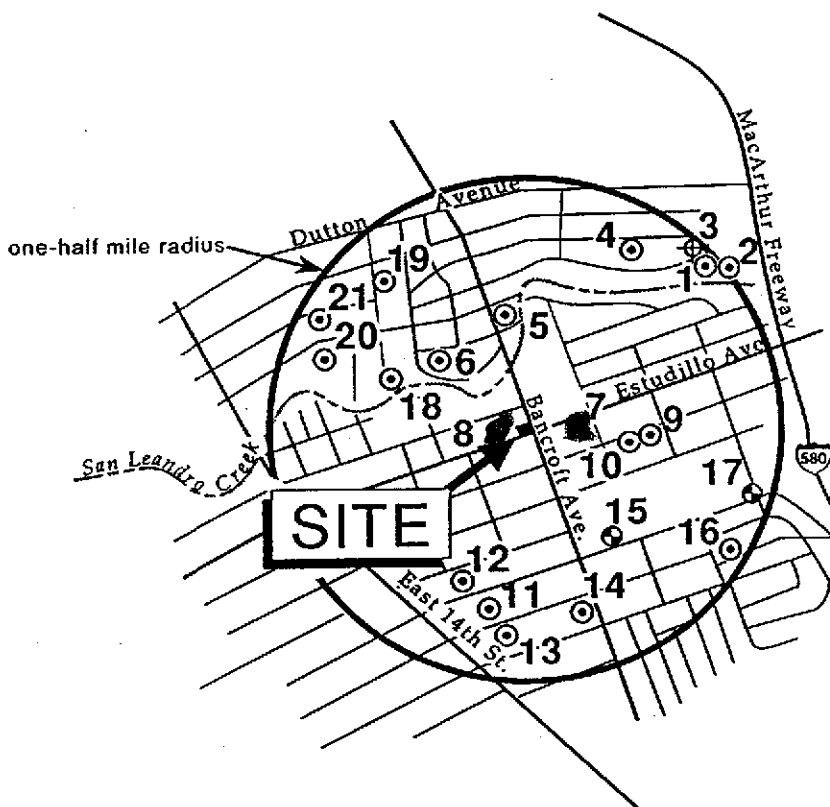 MacArthur Freeway
Dutton Avenue
one-half mile radius
19
4
3
1
2
21
20
5
6
18
Estudillo Ave
7
8
9
10
Bancroft Ave.
San Leandro Creek
580
SITE
17
15
16
12
11
14
13
East 14th St.